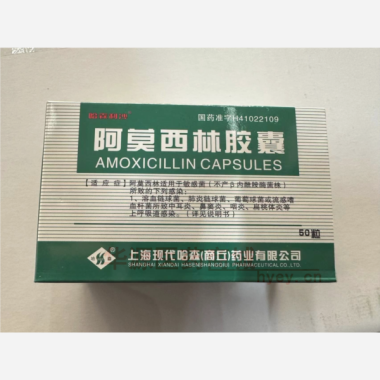 国药准字H41022109
阿莫西林胶囊
AMOXICILLIN CAPSULES
【适应症】阿莫西林适用于敏感菌（不产β内酰胺酶菌株）
所致的下列感染：
1、溶血链球菌、肺炎链球菌、葡萄球菌或流感嗜
血杆菌所致中耳炎、鼻窦炎、咽炎、扁桃体炎等
上呼吸道感染。（详见说明书）
50粒
上海现代哈森（商丘）药业有限公司
SHANGHAI XIANDAI HASEN(SHANGQIU) PHARMACEUTICAL CO.,LTD.